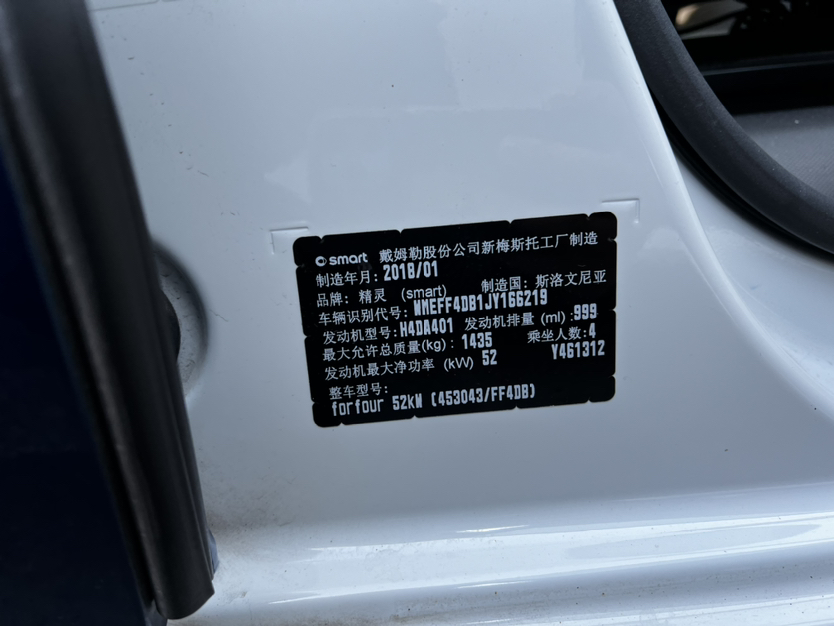 smart 戴姆勒股份公司新梅斯托工厂制造
制造年月：2018/01
品牌：精灵 (smart) 制造国：斯洛文尼亚
车辆识别代号：WMEFF4DB1JY166219
发动机型号：H4DA401 发动机排量 (ml)：999
最大允许总质量(kg)：1435 乘坐人数：4
发动机最大净功率 (kW) 52 Y461312
整车型号：
forfour 52kW (453043/FF4DB)